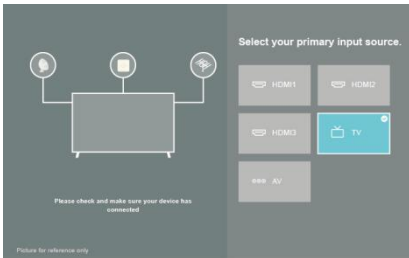 Select your primary input source.
HDMI1
HDMI2
HDMI3
TV
AV
Please check and make sure your device has
connected
Picture for reference only